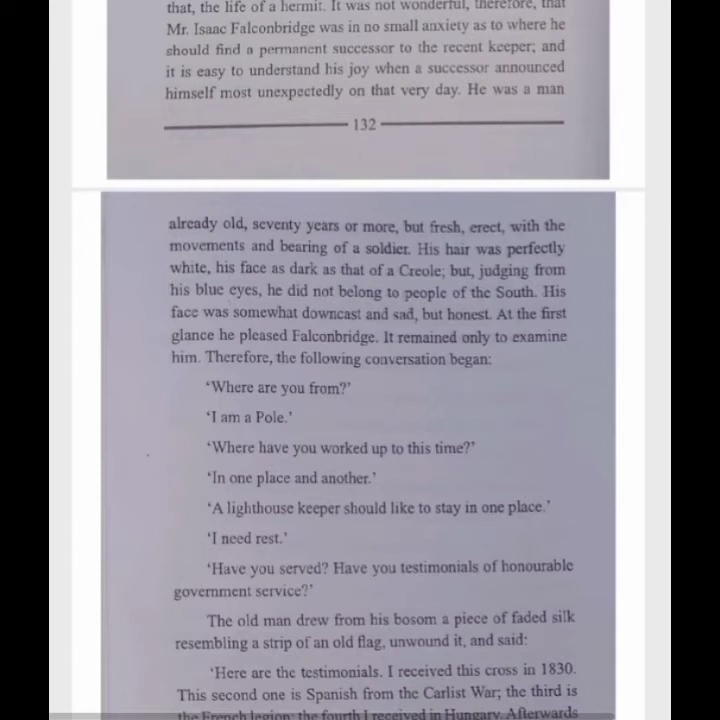 that, the life of a hermit. It was not wonderful, therefore, that
Mr. Isaac Falconbridge was in no small anxiety as to where he
should find a permanent successor to the recent keeper; and
it is easy to understand his joy when a successor announced
himself most unexpectedly on that very day. He was a man
132
already old, seventy years or more, but fresh, erect, with the
movements and bearing of a soldier. His hair was perfectly
white, his face as dark as that of a Creole; but, judging from
his blue eyes, he did not belong to people of the South. His
face was somewhat downcast and sad, but honest. At the first
glance he pleased Falconbridge. It remained only to examine
him. Therefore, the following conversation began:
‘Where are you from?’
‘I am a Pole.’
‘Where have you worked up to this time?’
‘In one place and another.’
‘A lighthouse keeper should like to stay in one place.’
‘I need rest.’
‘Have you served? Have you testimonials of honourable
government service?’
The old man drew from his bosom a piece of faded silk
resembling a strip of an old flag, unwound it, and said:
‘Here are the testimonials. I received this cross in 1830.
This second one is Spanish from the Carlist War; the third is
the French legion; the fourth I received in Hungary. Afterwards